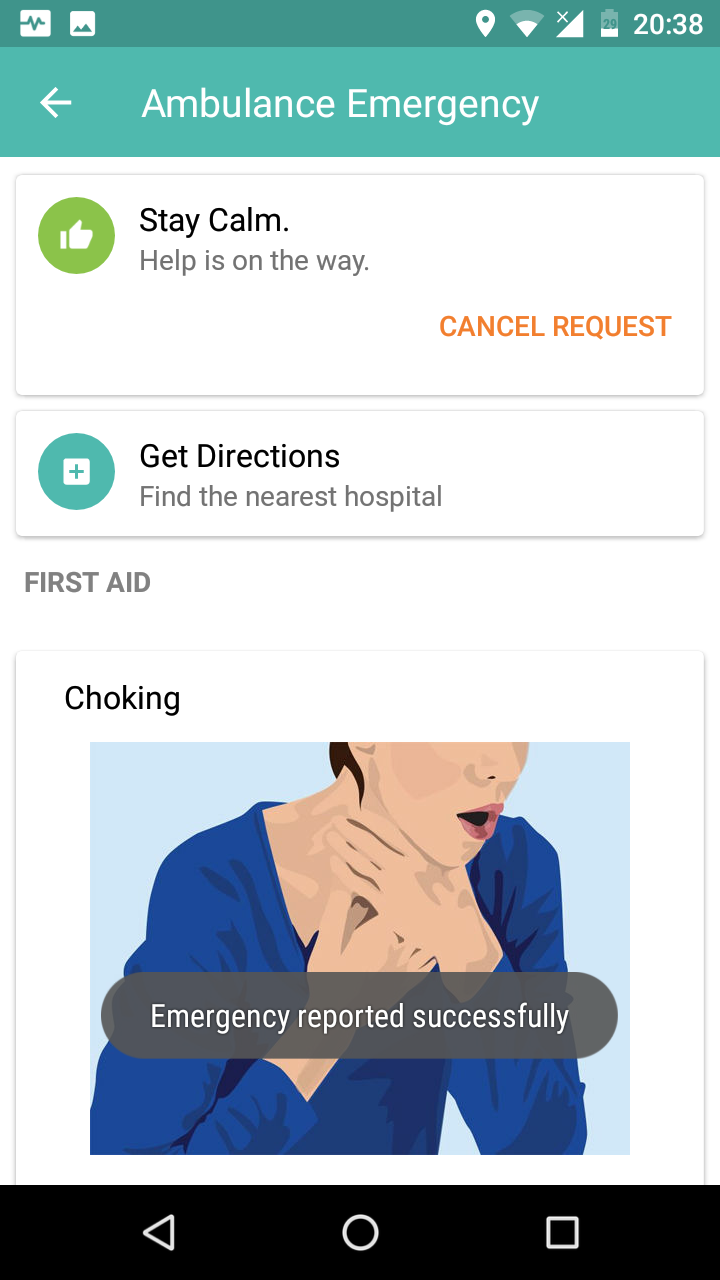 29 20:38
Ambulance Emergency
Stay Calm.
Help is on the way.
CANCEL REQUEST
Get Directions
Find the nearest hospital
FIRST AID
Choking
Emergency reported successfully